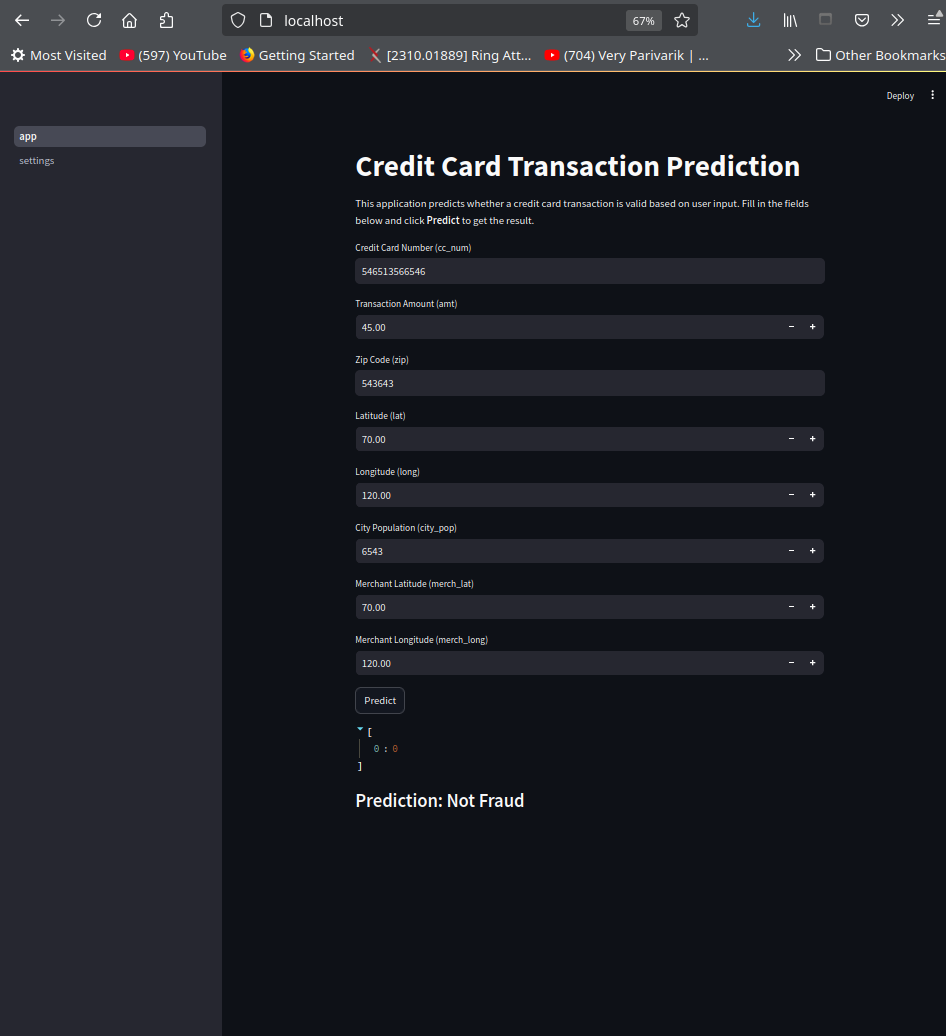 localhost
67%
Most Visited
(597) YouTube
Getting Started
[2310.01889] Ring Att...
(704) Very Parivarik | ...
Other Bookmarks
Deploy
app
settings
Credit Card Transaction Prediction
This application predicts whether a credit card transaction is valid based on user input. Fill in the fields
below and click Predict to get the result.
Credit Card Number (cc_num)
546513566546
Transaction Amount (amt)
45.00
Zip Code (zip)
543643
Latitude (lat)
70.00
Longitude (long)
120.00
City Population (city_pop)
6543
Merchant Latitude (merch_lat)
70.00
Merchant Longitude (merch_long)
120.00
Predict
[
0 : 0
]
Prediction: Not Fraud